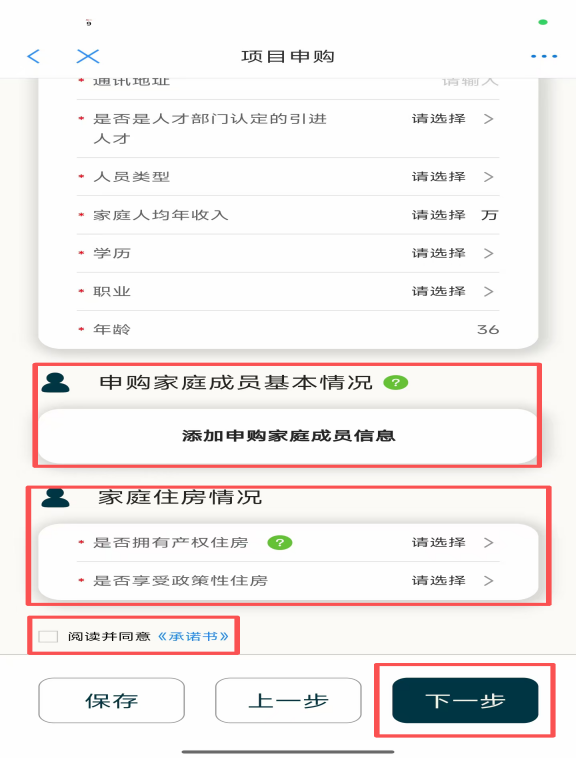 项目申购
* 通讯地址 请输入
* 是否是人才部门认定的引进人才 请选择 >
* 人员类型 请选择 >
* 家庭人均年收入 请选择 万
* 学历 请选择 >
* 职业 请选择 >
* 年龄 36
申购家庭成员基本情况 ?
添加申购家庭成员信息
家庭住房情况
* 是否拥有产权住房 ? 请选择 >
* 是否享受政策性住房 请选择 >
阅读并同意《承诺书》
保存 上一步 下一步